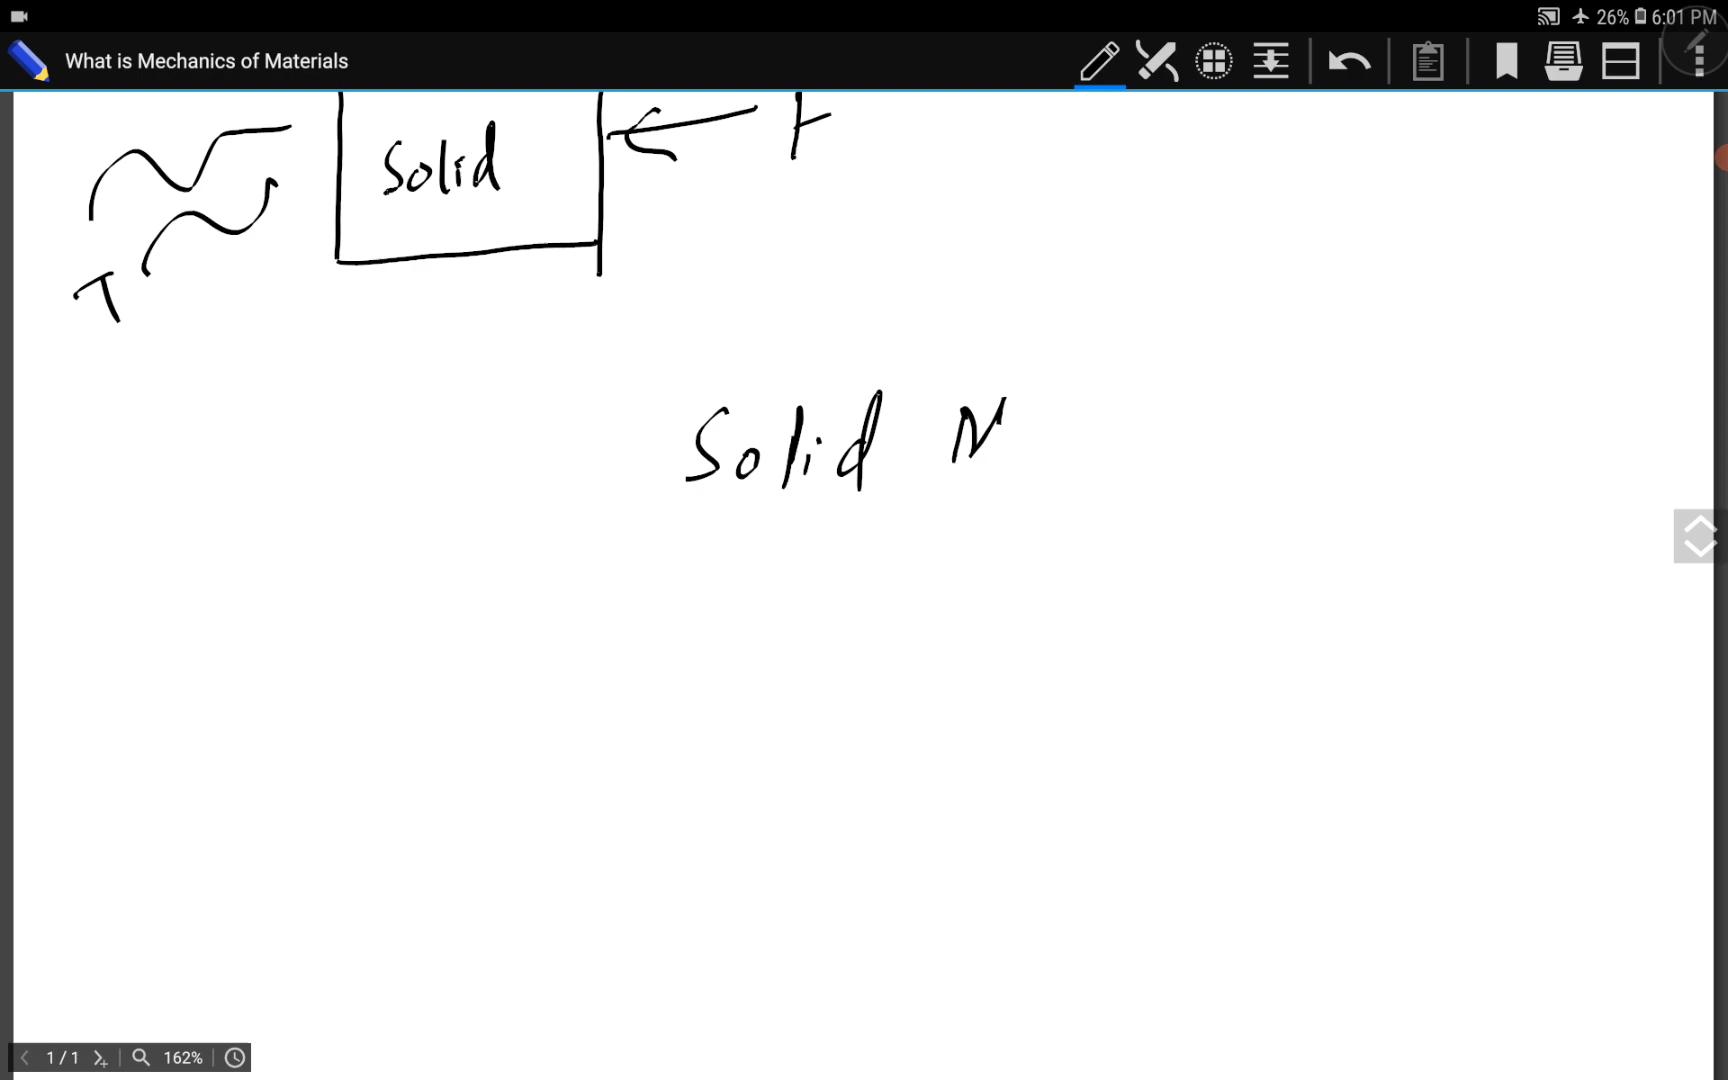 26% 6:01 PM
What is Mechanics of Materials
Solid
F
T
Solid
1 / 1 162%